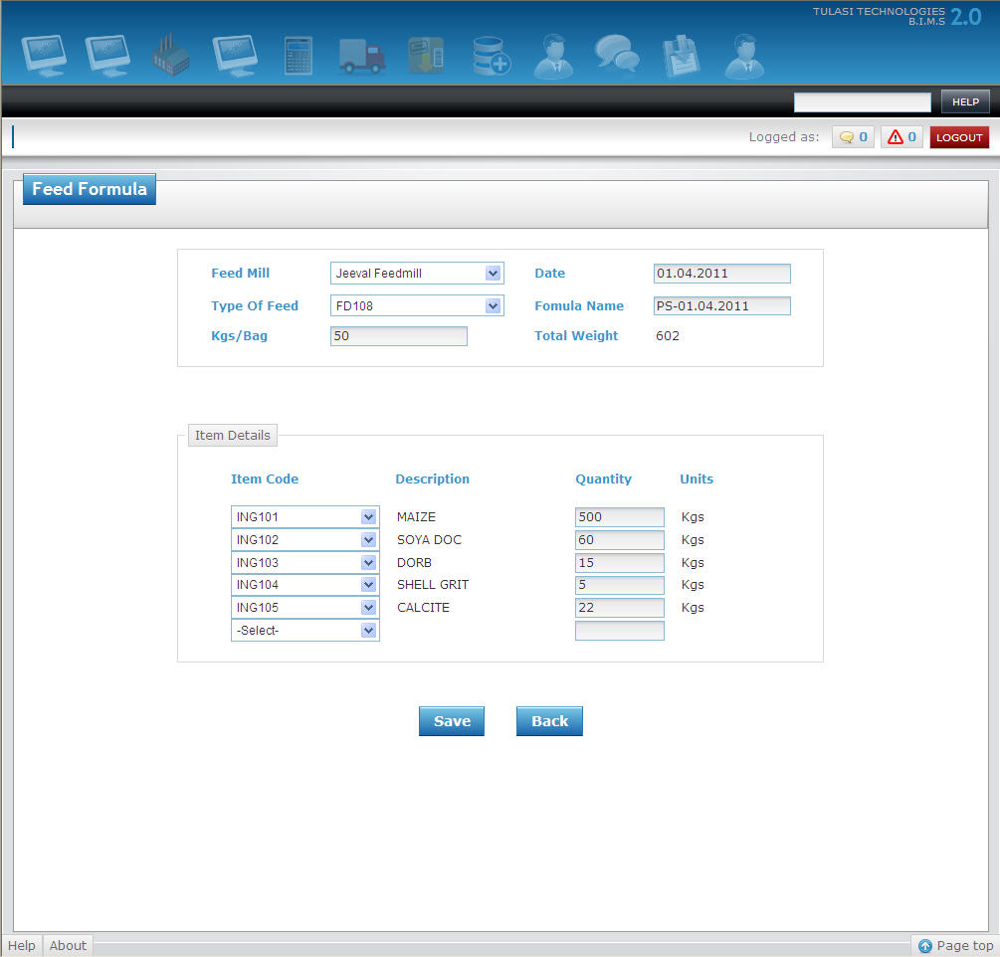 TULASI TECHNOLOGIES 2.0
B.I.M.S
HELP
Logged as: 0 0 LOGOUT
Feed Formula
Feed Mill Jeeval Feedmill Date 01.04.2011
Type Of Feed FD108 Fomula Name PS-01.04.2011
Kgs/Bag 50 Total Weight 602
Item Details
Item Code Description Quantity Units
ING101 MAIZE 500 Kgs
ING102 SOYA DOC 60 Kgs
ING103 DORB 15 Kgs
ING104 SHELL GRIT 5 Kgs
ING105 CALCITE 22 Kgs
-Select-
Save Back
Help About Page top